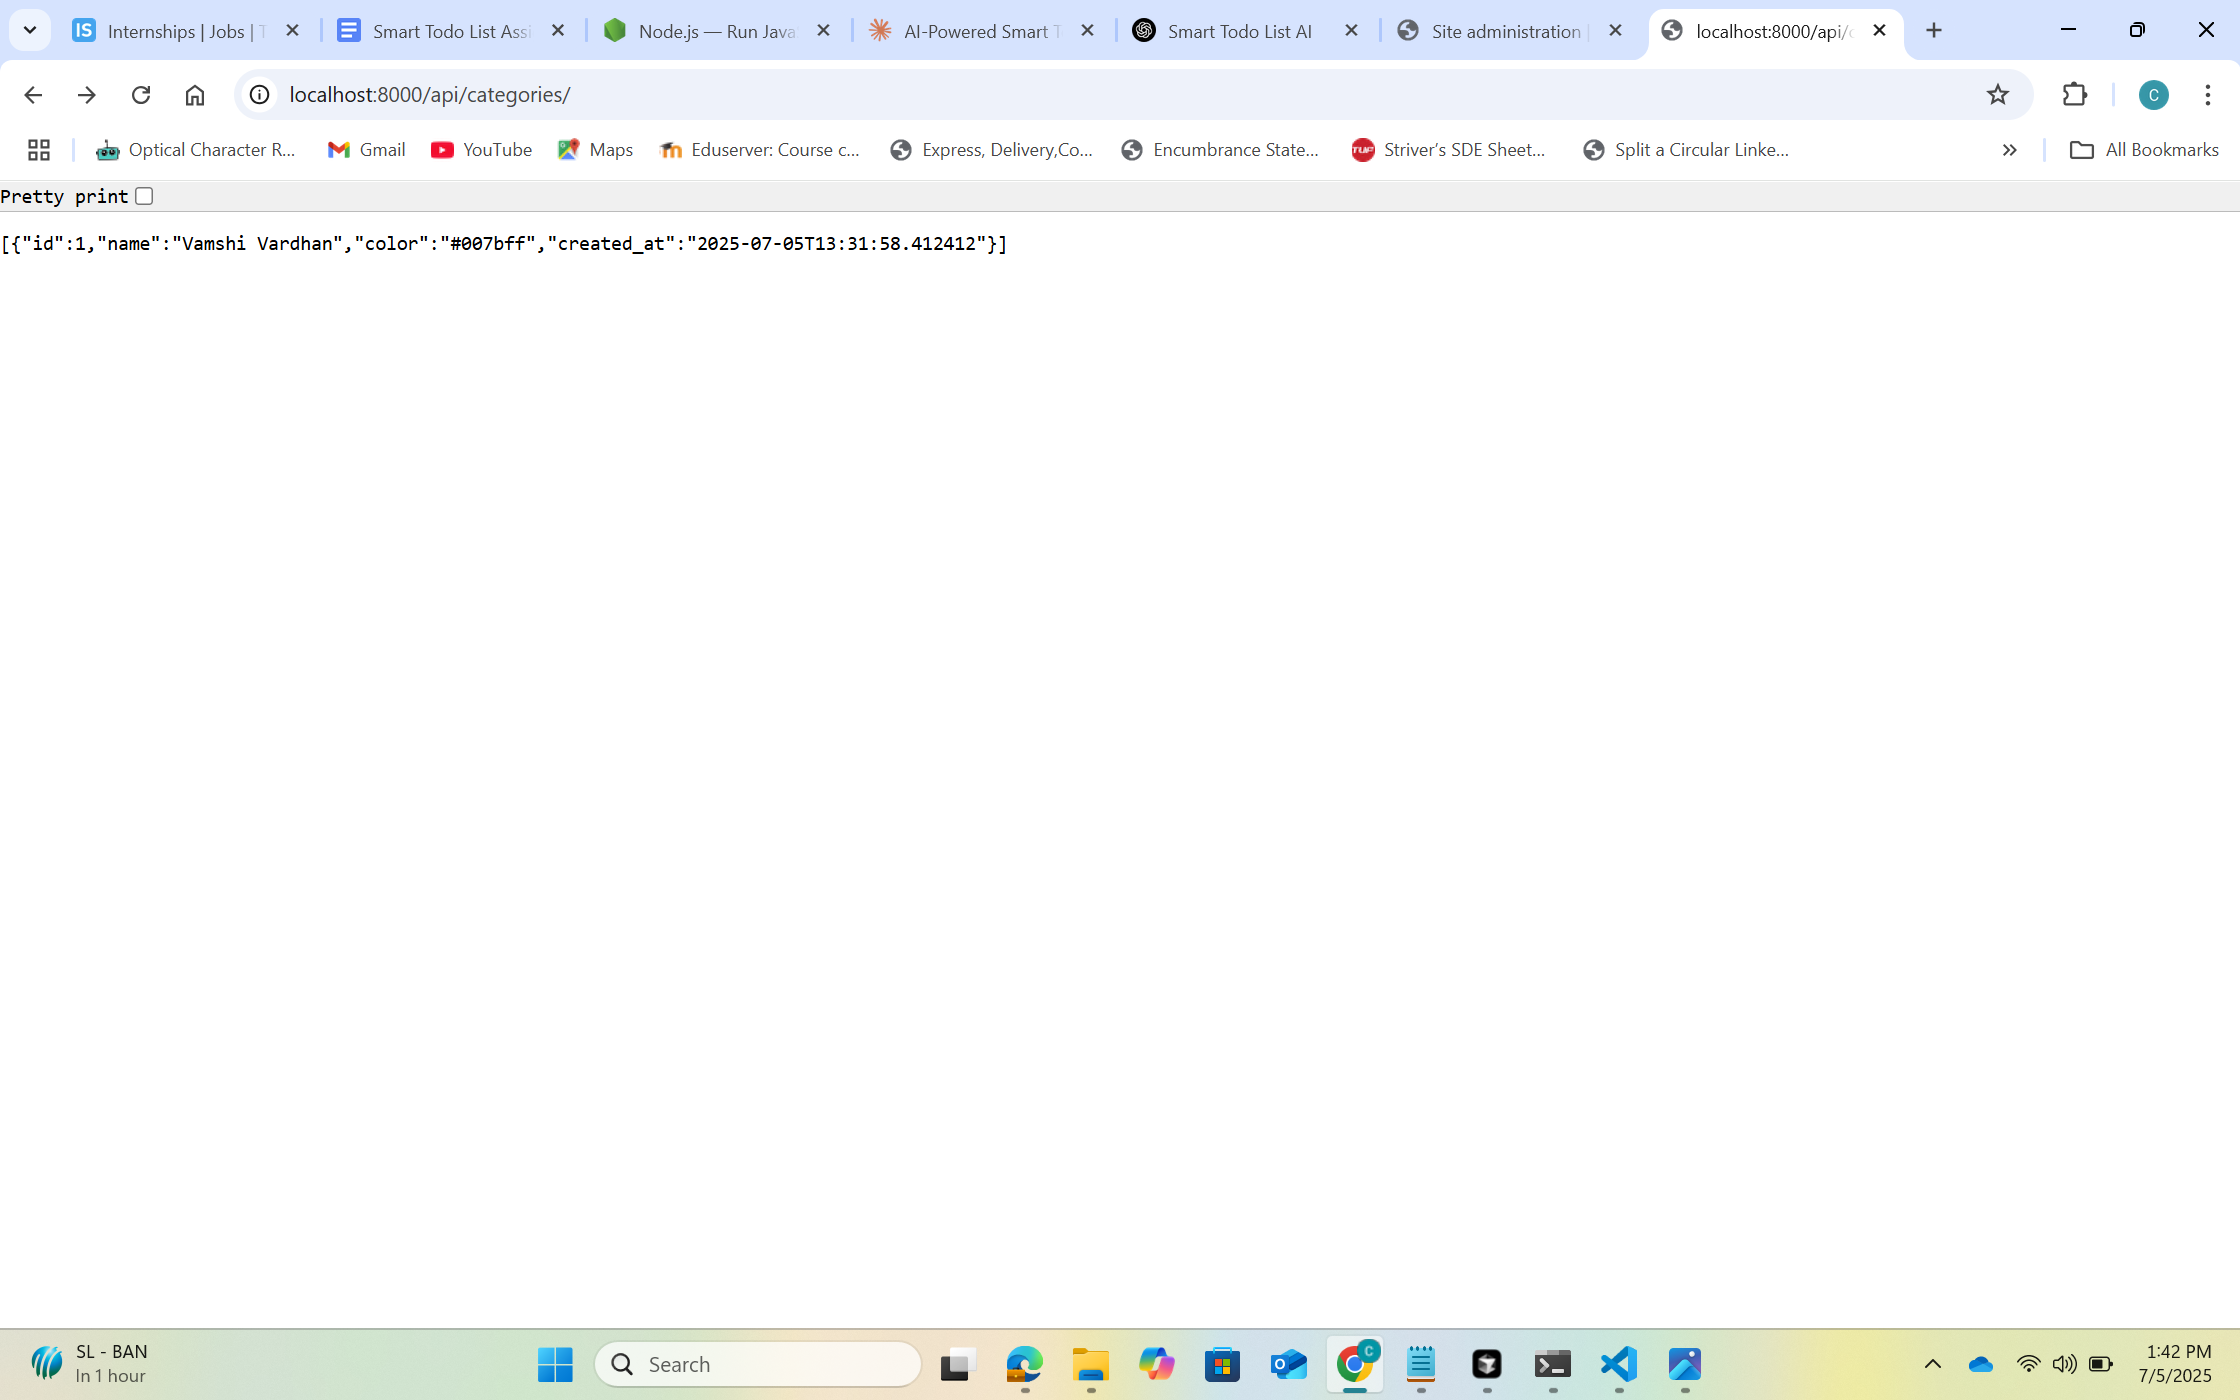 Internships | Jobs | T
Smart Todo List Assi
Node.js — Run Java
AI-Powered Smart T
Smart Todo List AI
Site administration |
localhost:8000/api/c
localhost:8000/api/categories/
C
Optical Character R...
Gmail
YouTube
Maps
Eduserver: Course c...
Express, Delivery,Co...
Encumbrance State...
Striver's SDE Sheet...
Split a Circular Linke...
All Bookmarks
Pretty print
[{"id":1,"name":"Vamshi Vardhan","color":"#007bff","created_at":"2025-07-05T13:31:58.412412"}]
SL - BAN
In 1 hour
Search
1:42 PM
7/5/2025